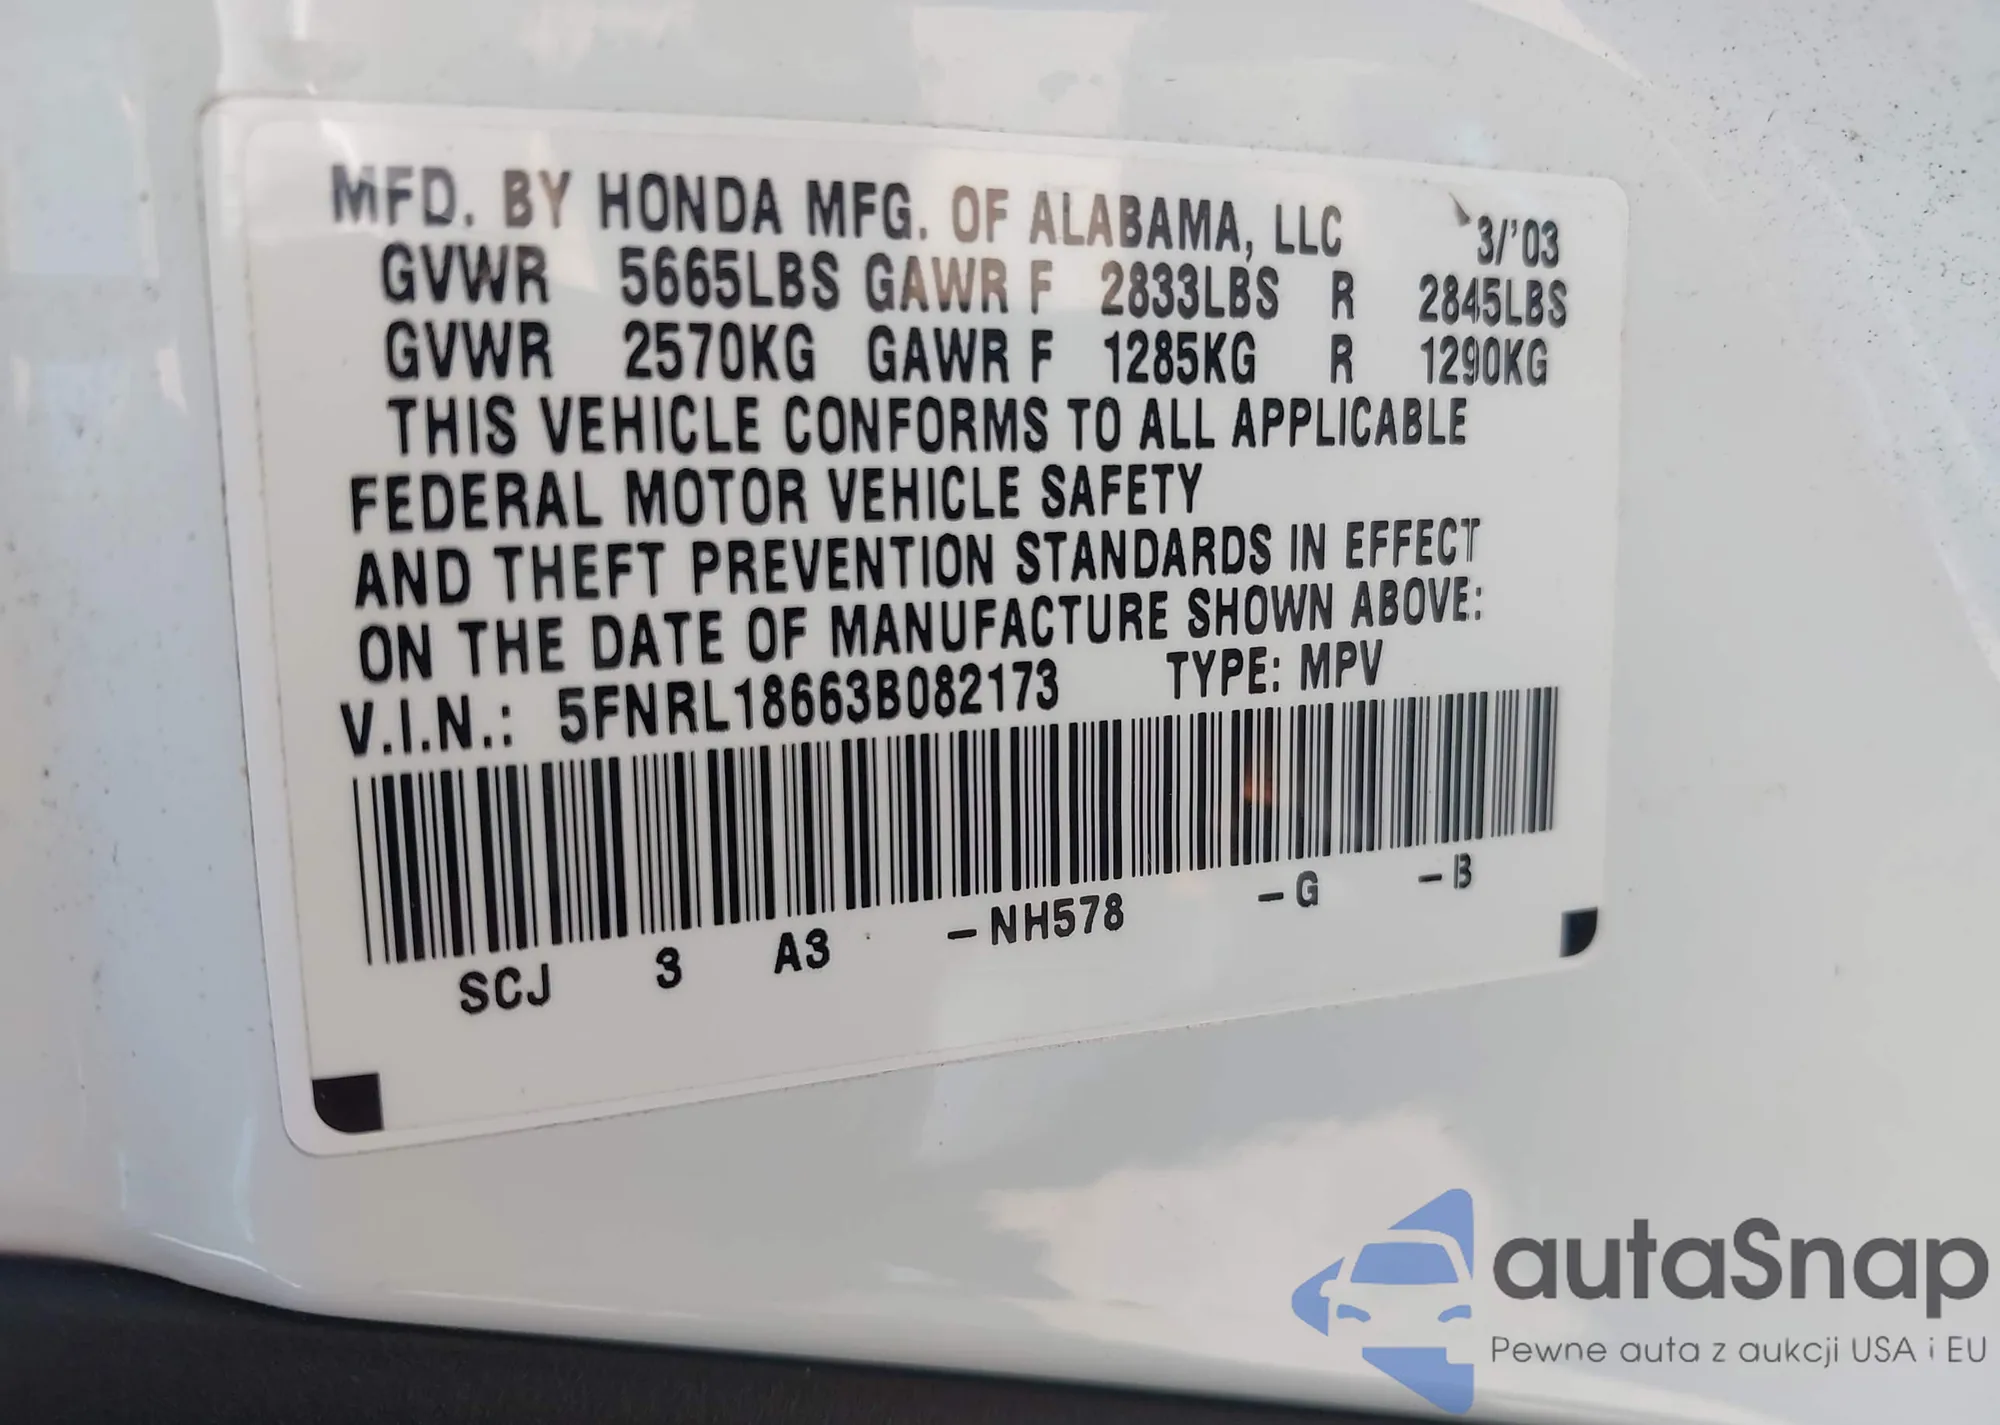 MFD. BY HONDA MFG. OF ALABAMA, LLC 3/'03
GVWR 5665LBS GAWR F 2833LBS R 2845LBS
GVWR 2570KG GAWR F 1285KG R 1290KG
THIS VEHICLE CONFORMS TO ALL APPLICABLE
FEDERAL MOTOR VEHICLE SAFETY
AND THEFT PREVENTION STANDARDS IN EFFECT
ON THE DATE OF MANUFACTURE SHOWN ABOVE:
V.I.N.: 5FNRL18663B082173 TYPE: MPV
SCJ 3 A3 -NH578 -G -B
autaSnap
Pewne auta z aukcji USA i EU